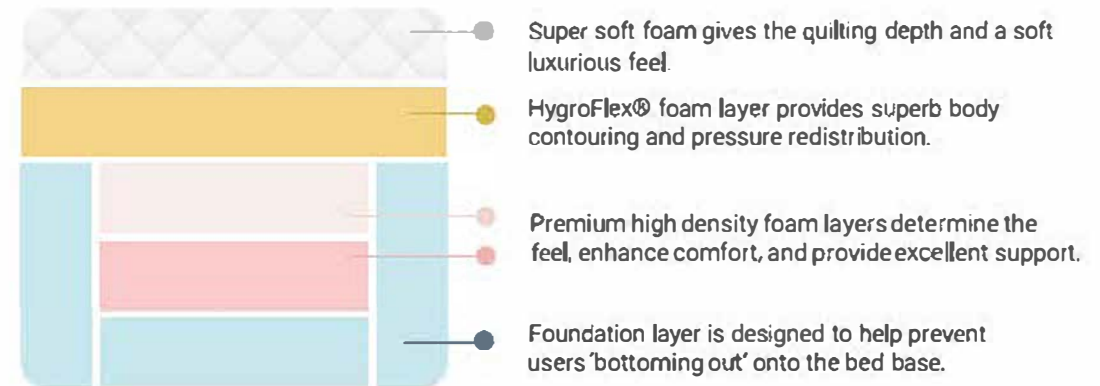 Super soft foam gives the quilting depth and a soft
luxurious feel.
HygroFlex® foam layer provides superb body
contouring and pressure redistribution.
Premium high density foam layers determine the
feel, enhance comfort, and provide excellent support.
Foundation layer is designed to help prevent
users 'bottoming out' onto the bed base.